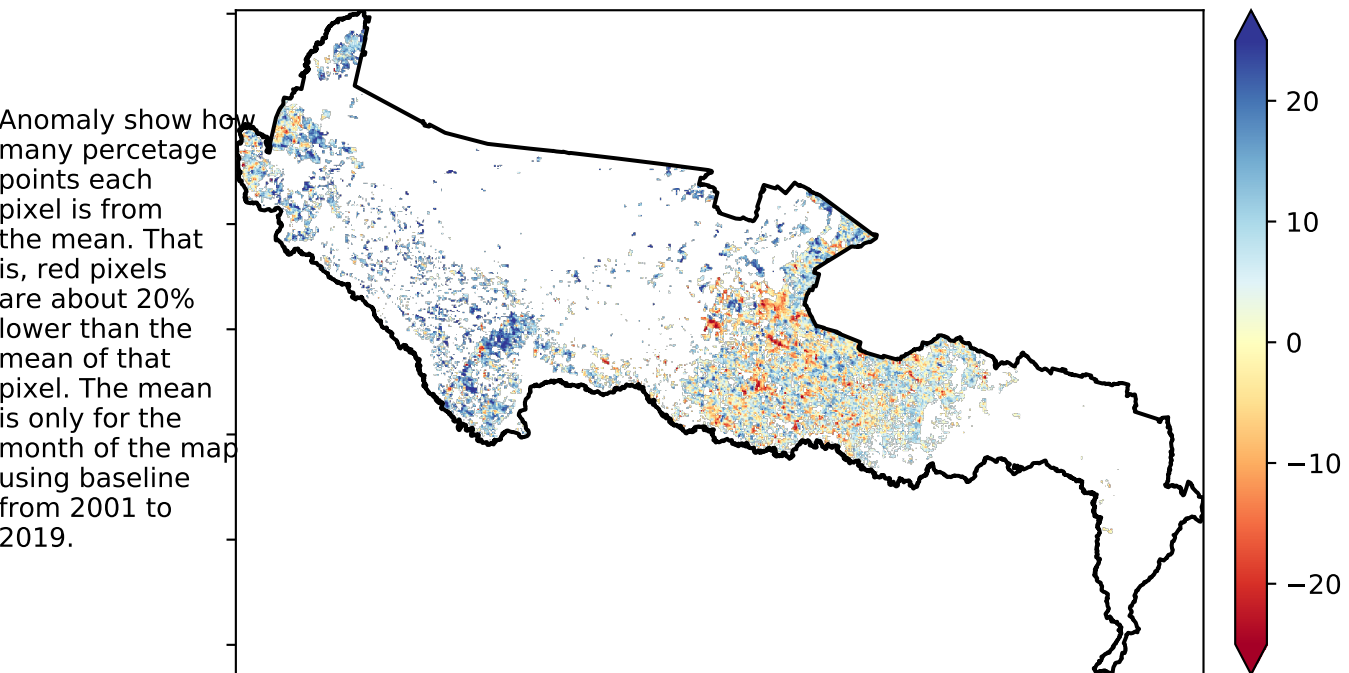 Anomaly show how
many percetage
points each
pixel is from
the mean. That
is, red pixels
are about 20%
lower than the
mean of that
pixel. The mean
is only for the
month of the map
using baseline
from 2001 to
2019.
20
10
0
−10
−20